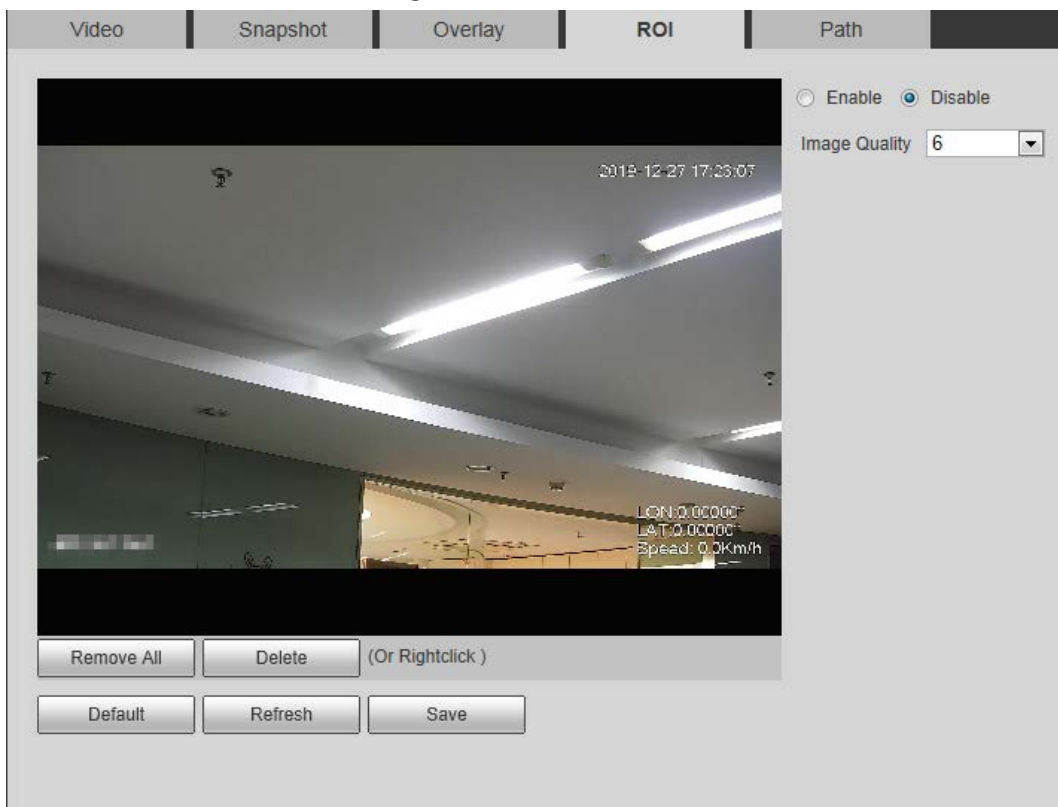 Video Snapshot Overlay ROI Path
Enable Disable
Image Quality 6
2019-12-27 17:23:07
LON:0.00000°
LAT:0.00000°
Speed: 0.0Km/h
Remove All Delete (Or Rightclick )
Default Refresh Save